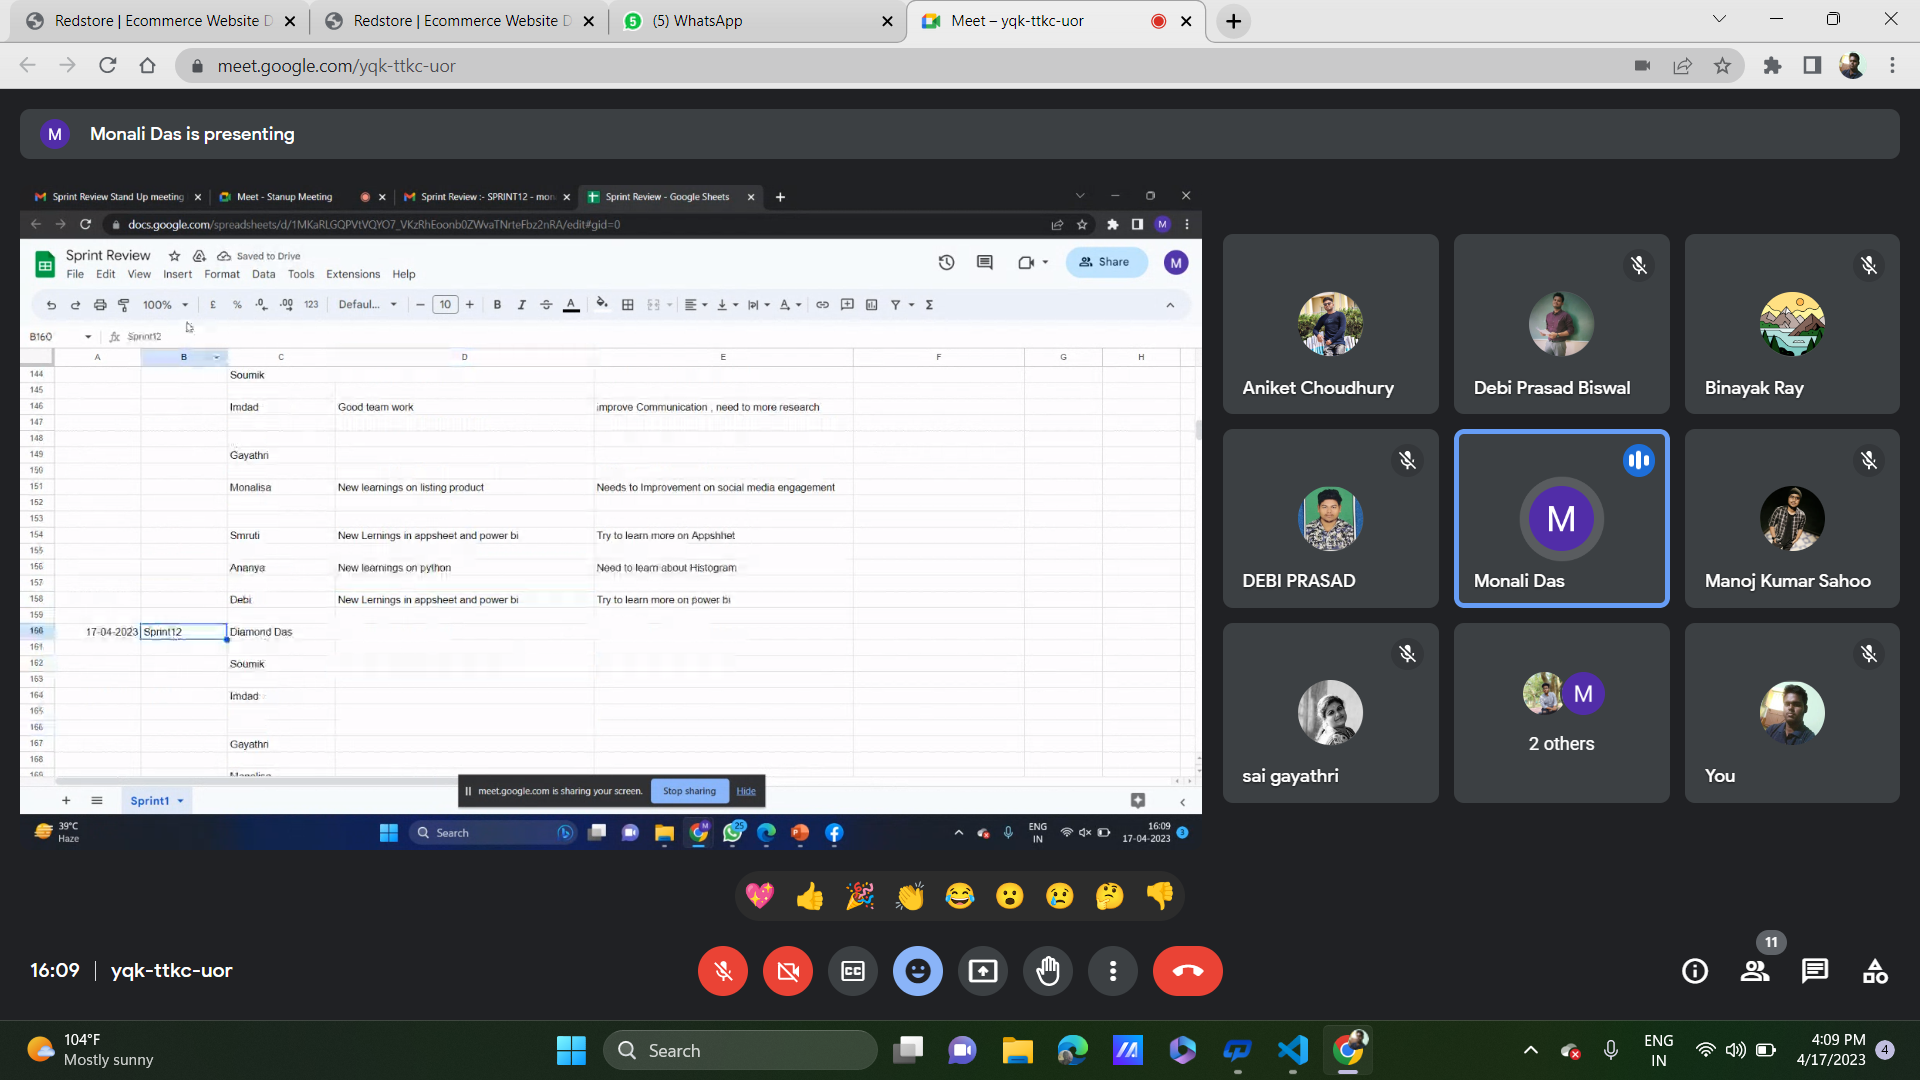 Redstore | Ecommerce Website D
Redstore | Ecommerce Website D
(5) WhatsApp
Meet – yqk-ttkc-uor
meet.google.com/yqk-ttkc-uor
M
Monali Das is presenting
Sprint Review Stand Up meeting
Meet - Stanup Meeting
Sprint Review :- SPRINT12 - mon
Sprint Review - Google Sheets
docs.google.com/spreadsheets/d/1MKaRLGQPVtVQYO7_VKzRhEoonb0ZWvaTNrteFbz2nRA/edit#gid=0
M
Sprint Review
Saved to Drive
File Edit View Insert Format Data Tools Extensions Help
Share
M
100%
£ % .0 .00 123
Defaul...
10
B I S A
B160
fx Sprint12
A B C D E F G H
144 Soumik
145
146 Imdad Good team work improve Communication , need to more research
147
148
149 Gayathri
150
151 Monalisa New learnings on listing product Needs to Improvement on social media engagement
152
153
154 Smruti New Lernings in appsheet and power bi Try to learn more on Appshhet
155
156 Ananya New learnings on python Need to learn about Histogram
157
158 Debi New Lernings in appsheet and power bi Try to learn more on power bi
159
17-04-2023 Sprint12 Diamond Das
161
162 Soumik
163
164 Imdad
165
166
167 Gayathri
168
169 Monalisa
Sprint1
meet.google.com is sharing your screen.
Stop sharing
Hide
39°C
Haze
Search
25
ENG
IN
16:09
17-04-2023
3
Aniket Choudhury
Debi Prasad Biswal
Binayak Ray
DEBI PRASAD
M
Monali Das
Manoj Kumar Sahoo
sai gayathri
M
2 others
You
16:09
yqk-ttkc-uor
CC
11
104°F
Mostly sunny
Search
ENG
IN
4:09 PM
4/17/2023
4